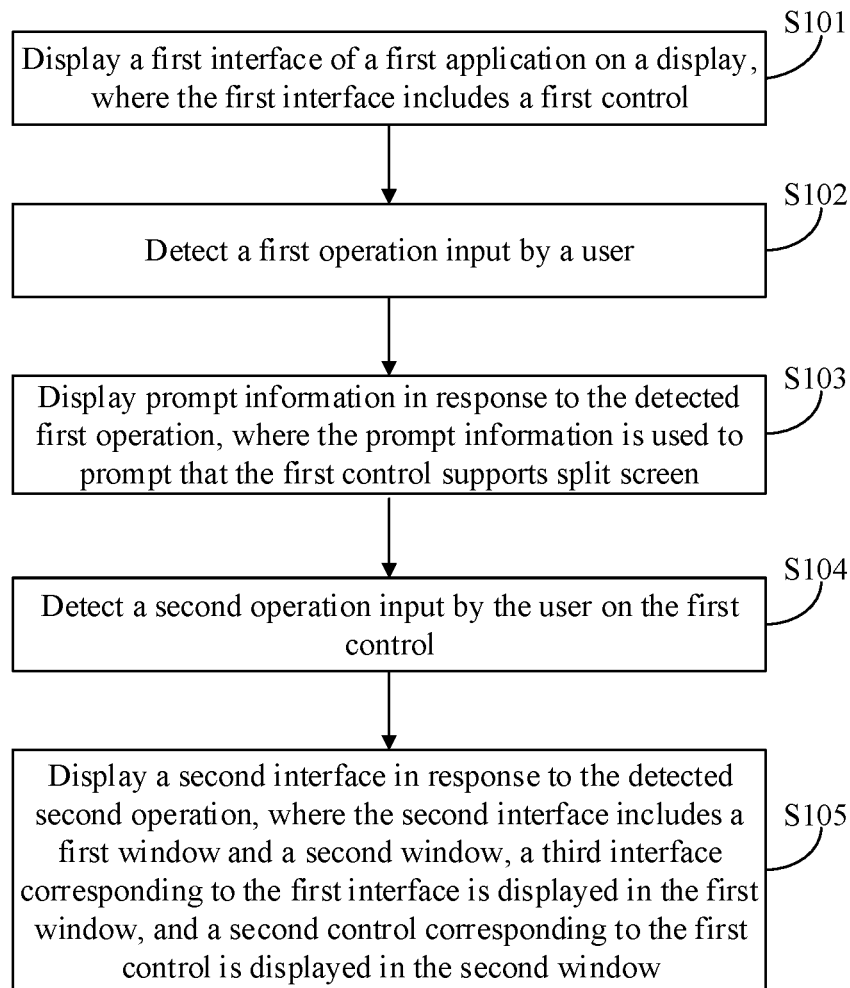 S101
Display a first interface of a first application on a display,
where the first interface includes a first control
S102
Detect a first operation input by a user
S103
Display prompt information in response to the detected
first operation, where the prompt information is used to
prompt that the first control supports split screen
S104
Detect a second operation input by the user on the first
control
S105
Display a second interface in response to the detected
second operation, where the second interface includes a
first window and a second window, a third interface
corresponding to the first interface is displayed in the first
window, and a second control corresponding to the first
control is displayed in the second window